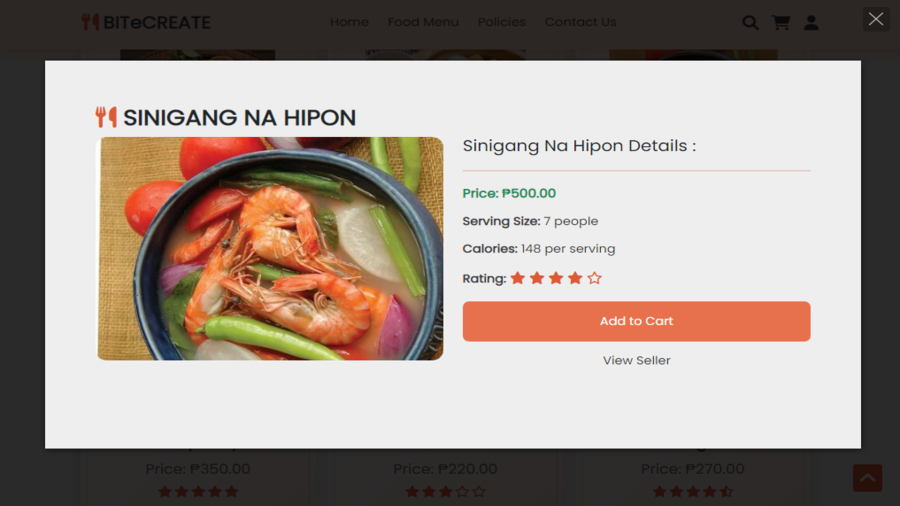 BITeCREATE
Home Food Menu Policies Contact Us
SINIGANG NA HIPON
Sinigang Na Hipon Details :
Price: ₱500.00
Serving Size: 7 people
Calories: 148 per serving
Rating:
Add to Cart
View Seller
Price: ₱350.00 Price: ₱220.00 Price: ₱270.00